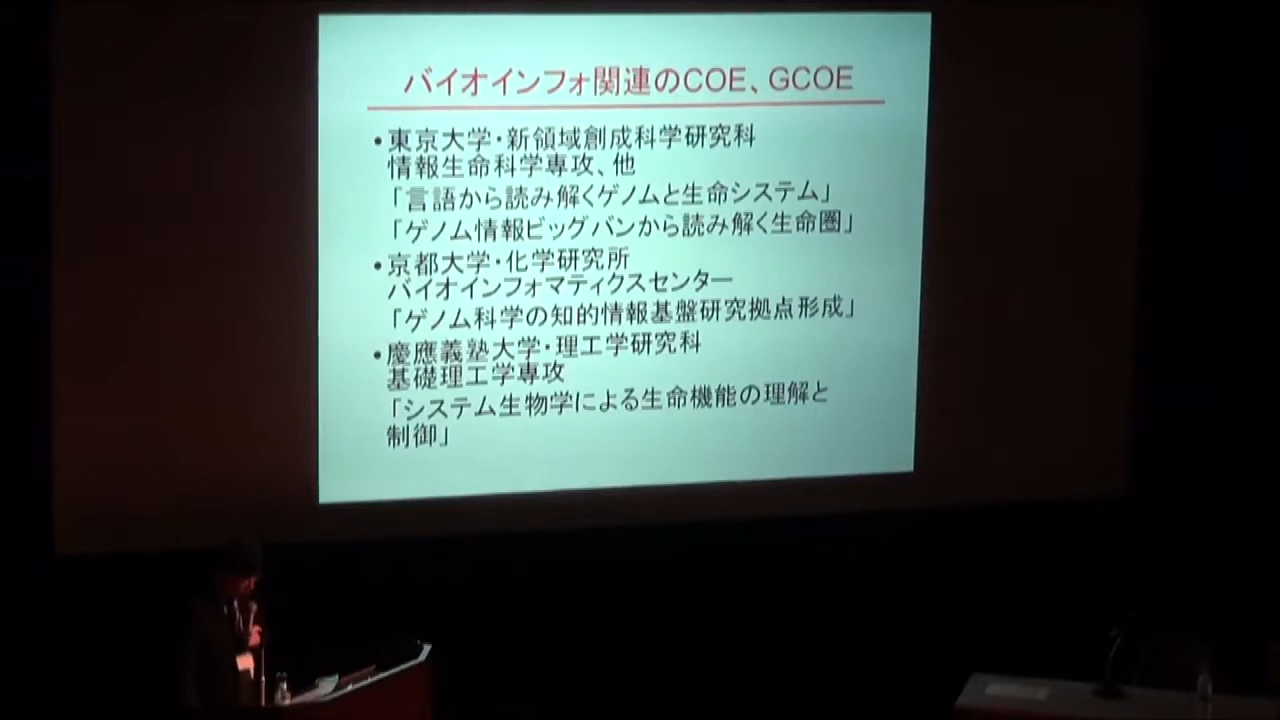 バイオインフォ関連のCOE、GCOE
•東京大学・新領域創成科学研究科
情報生命科学専攻、他
「言語から読み解くゲノムと生命システム」
「ゲノム情報ビッグバンから読み解く生命圏」
•京都大学・化学研究所
バイオインフォマティクスセンター
「ゲノム科学の知的情報基盤研究拠点形成」
•慶應義塾大学・理工学研究科
基礎理工学専攻
「システム生物学による生命機能の理解と
制御」